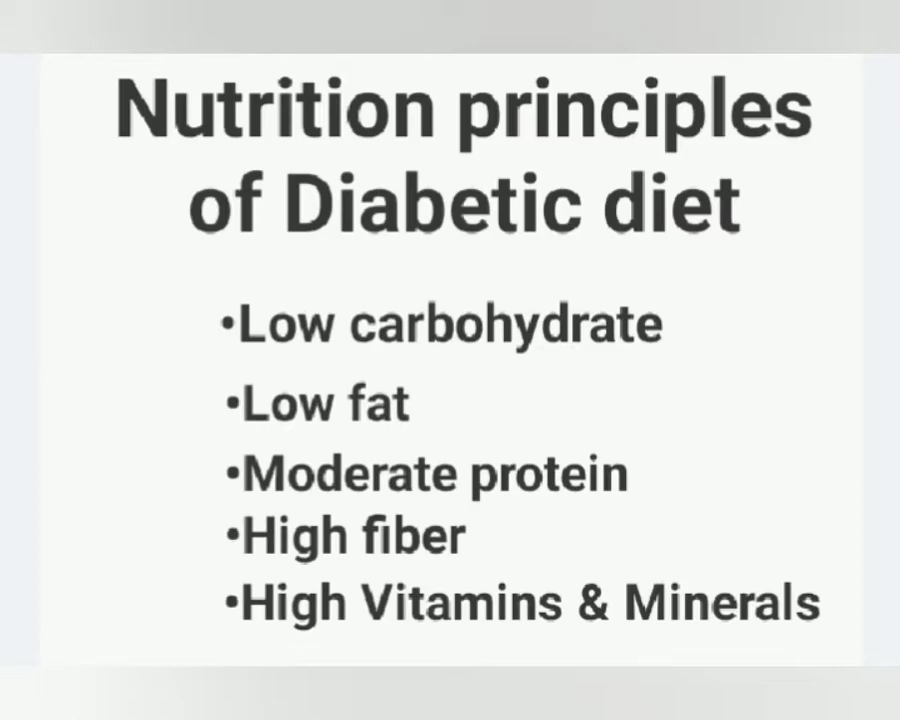 Nutrition principles
of Diabetic diet
•Low carbohydrate
•Low fat
•Moderate protein
•High fiber
•High Vitamins & Minerals